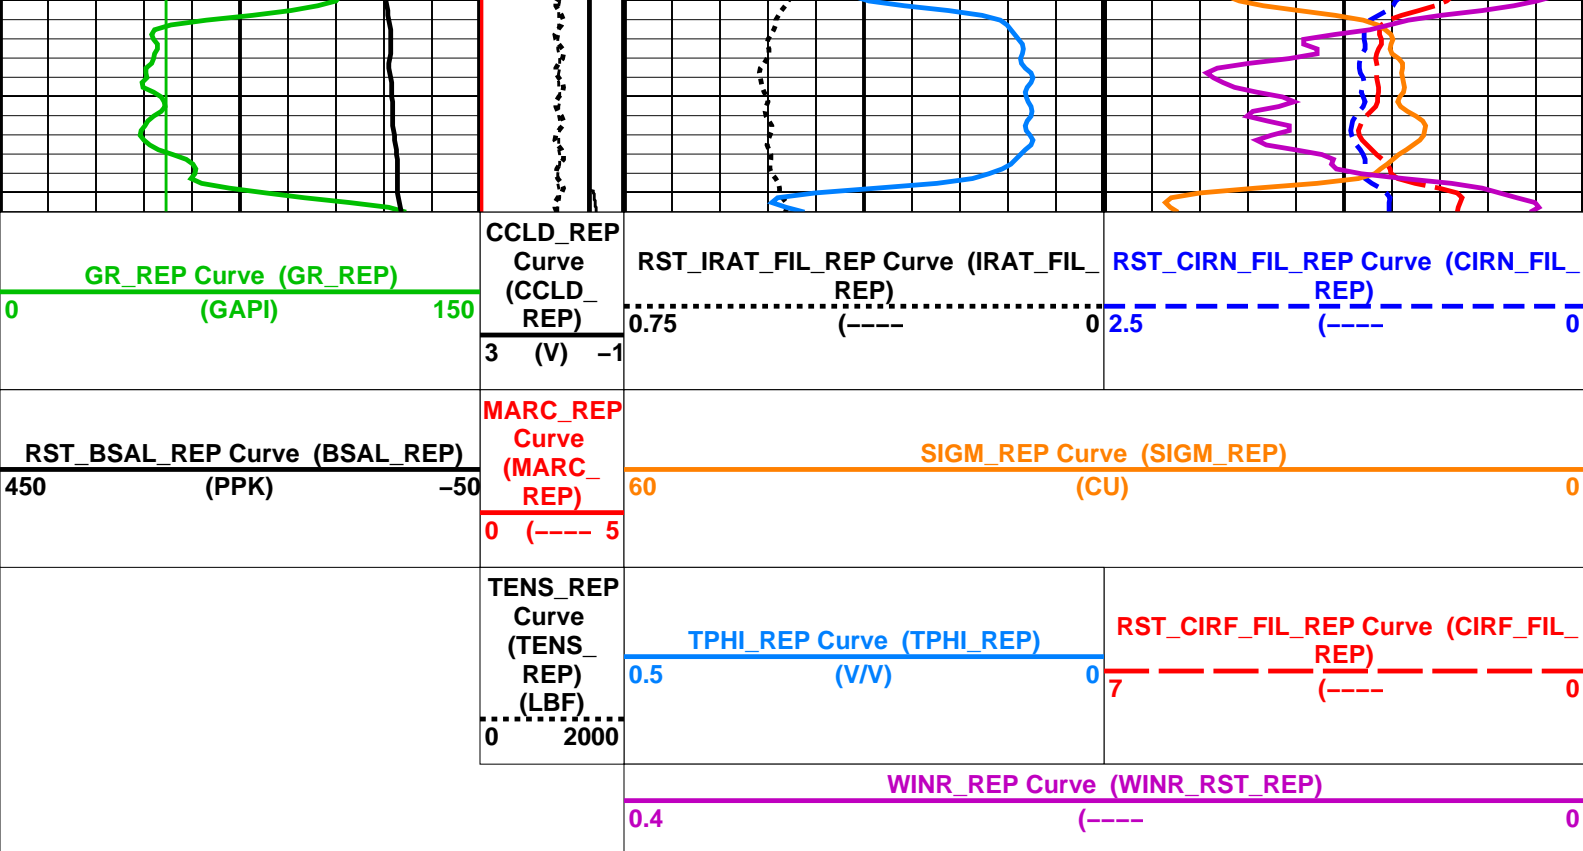 GR_REP Curve (GR_REP)
0 (GAPI) 150
CCLD_REP
Curve
(CCLD_
REP)
3 (V) −1
RST_IRAT_FIL_REP Curve (IRAT_FIL_
REP)
0.75 (−−−− 0
RST_CIRN_FIL_REP Curve (CIRN_FIL_
REP)
2.5 (−−−− 0
RST_BSAL_REP Curve (BSAL_REP)
450 (PPK) −50
MARC_REP
Curve
(MARC_
REP)
0 (−−−− 5
SIGM_REP Curve (SIGM_REP)
60 (CU) 0
TENS_REP
Curve
(TENS_
REP)
(LBF)
0 2000
TPHI_REP Curve (TPHI_REP)
0.5 (V/V) 0
RST_CIRF_FIL_REP Curve (CIRF_FIL_
REP)
7 (−−−− 0
WINR_REP Curve (WINR_RST_REP)
0.4 (−−−− 0